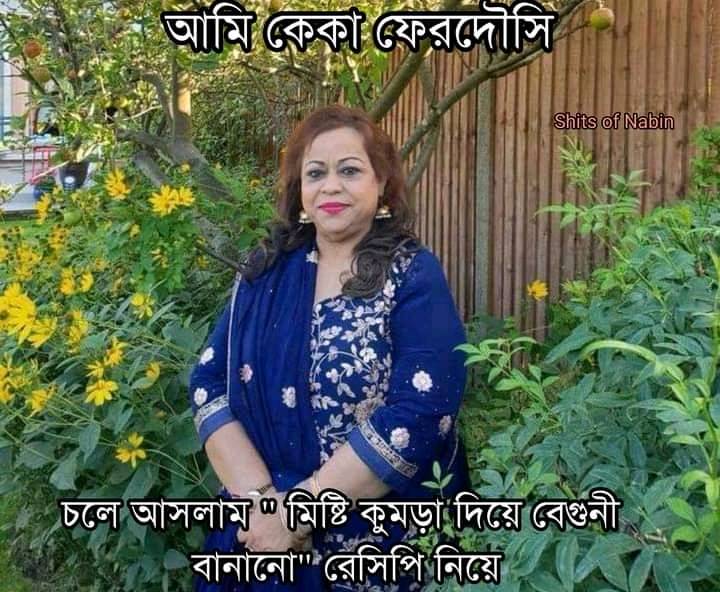 আমি কেকা ফেরদৌসি
Shits of Nabin
চলে আসলাম " মিষ্টি কুমড়া দিয়ে বেগুনী
বানানো" রেসিপি নিয়ে